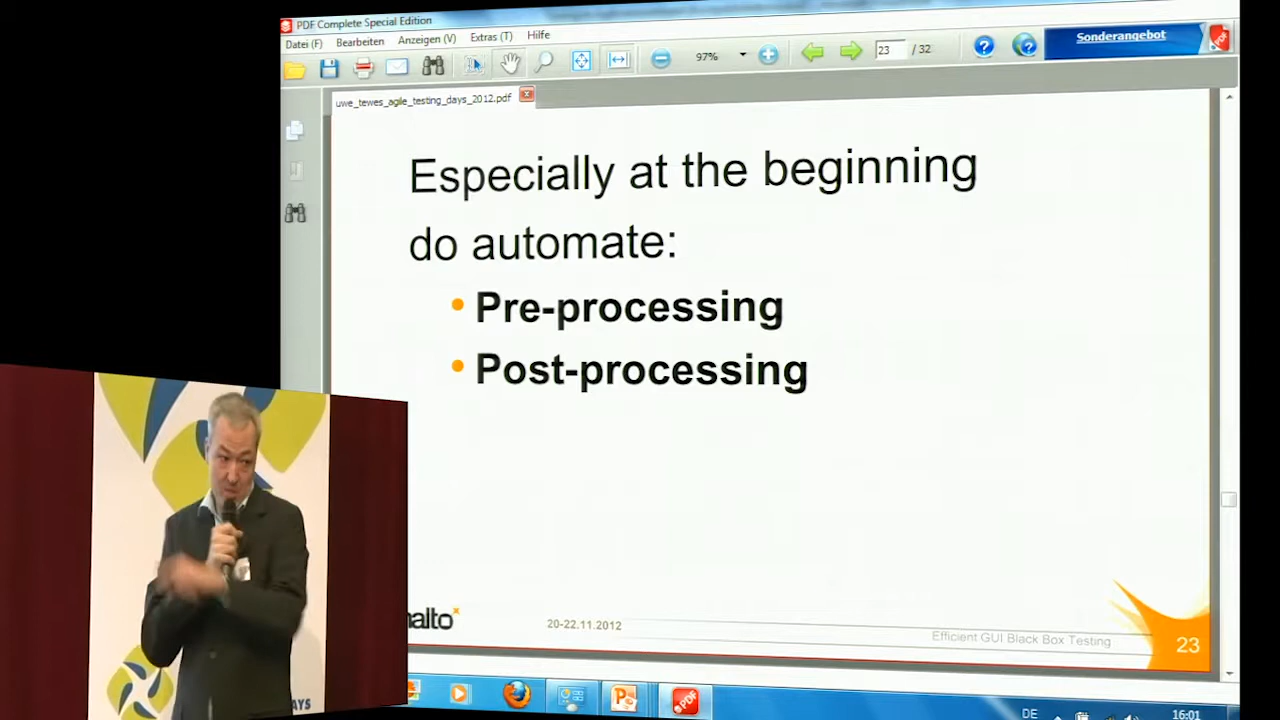 PDF Complete Special Edition
Datei (F) Bearbeiten Anzeigen (V) Extras (T) Hilfe
97% 23 / 32 Sonderangebot
uwe_tewes_agile_testing_days_2012.pdf
Especially at the beginning
do automate:
• Pre-processing
• Post-processing
malto
20-22.11.2012
Efficient GUI Black Box Testing
23
AYS
DE
16:01